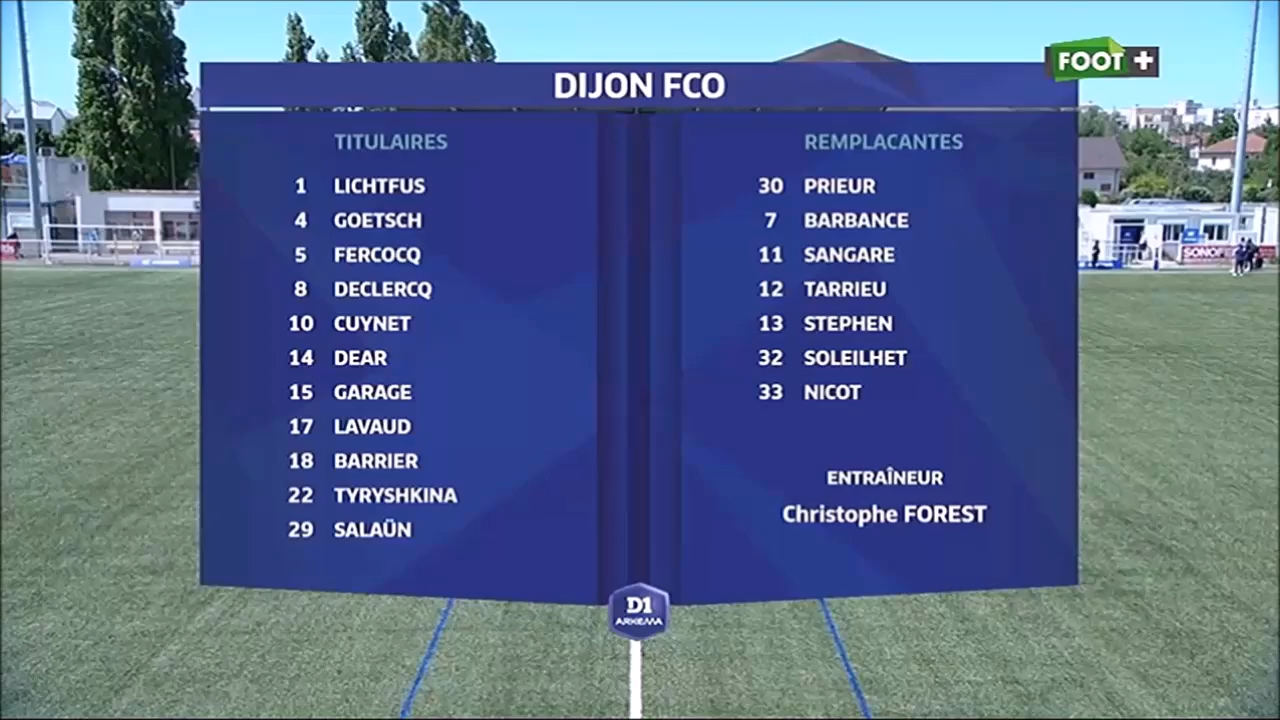 FOOT +
DIJON FCO
TITULAIRES
1 LICHTFUS
4 GOETSCH
5 FERCOCQ
8 DECLERCQ
10 CUYNET
14 DEAR
15 GARAGE
17 LAVAUD
18 BARRIER
22 TYRYSHKINA
29 SALAÜN
REMPLACANTES
30 PRIEUR
7 BARBANCE
11 SANGARE
12 TARRIEU
13 STEPHEN
32 SOLEILHET
33 NICOT
ENTRAÎNEUR
Christophe FOREST
D1
ARKEMA